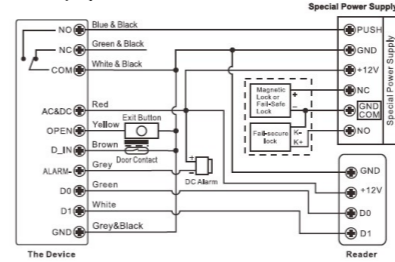 Special Power Supply
NO Blue & Black
NC Green & Black
COM White & Black
AC&DC Red
OPEN Yellow Exit Button
D_IN Brown
Door Contact
ALARM- Grey
DC Alarm
D0 Green
D1 White
GND Grey&Black
The Device
Magnetic
Lock or
Fail-Safe
Lock
+
−
Fail-secure
lock
K-
K+
PUSH
GND
+12V
NC
GND
COM
NO
Special Power Supply
GND
+12V
D0
D1
Reader